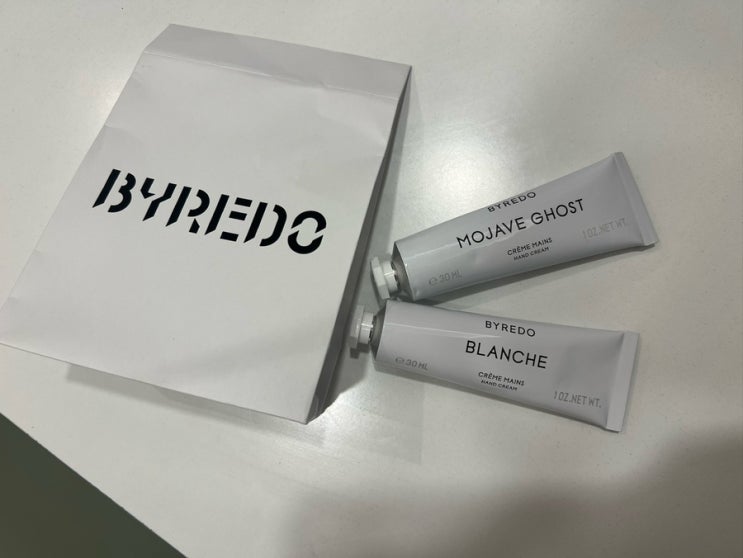 BYREDO
BYREDO
MOJAVE GHOST
CRÈME MAINS
HAND CREAM
℮ 30 ML
1 OZ. NET WT.
BYREDO
BLANCHE
℮ 30 ML
CRÈME MAINS
HAND CREAM
1 OZ. NET WT.